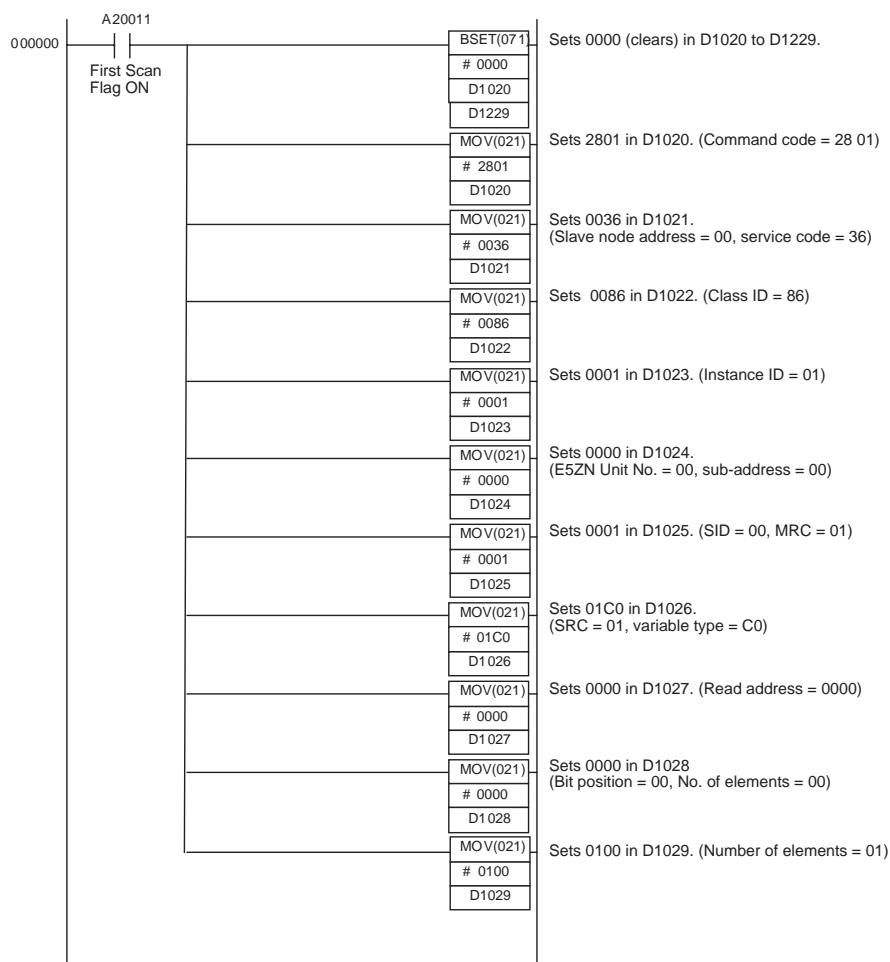 A20011
000000
First Scan
Flag ON
BSET(071)
# 0000
D1020
D1229
Sets 0000 (clears) in D1020 to D1229.
MOV(021)
# 2801
D1020
Sets 2801 in D1020. (Command code = 28 01)
MOV(021)
# 0036
D1021
Sets 0036 in D1021.
(Slave node address = 00, service code = 36)
MOV(021)
# 0086
D1022
Sets 0086 in D1022. (Class ID = 86)
MOV(021)
# 0001
D1023
Sets 0001 in D1023. (Instance ID = 01)
MOV(021)
# 0000
D1024
Sets 0000 in D1024.
(E5ZN Unit No. = 00, sub-address = 00)
MOV(021)
# 0001
D1025
Sets 0001 in D1025. (SID = 00, MRC = 01)
MOV(021)
# 01C0
D1026
Sets 01C0 in D1026.
(SRC = 01, variable type = C0)
MOV(021)
# 0000
D1027
Sets 0000 in D1027. (Read address = 0000)
MOV(021)
# 0000
D1028
Sets 0000 in D1028
(Bit position = 00, No. of elements = 00)
MOV(021)
# 0100
D1029
Sets 0100 in D1029. (Number of elements = 01)